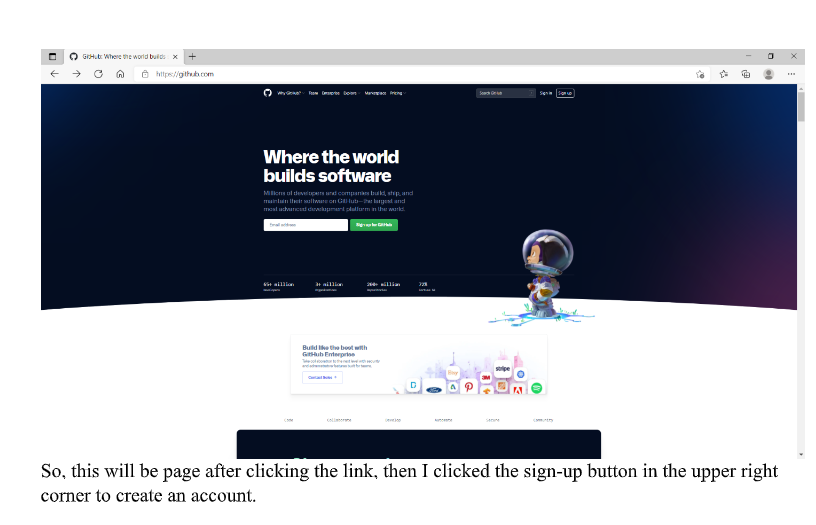 GitHub: Where the world builds
https://github.com
Why GitHub? Team Enterprise Explore Marketplace Pricing
Search GitHub
Sign in Sign up
Where the world
builds software
Millions of developers and companies build, ship, and
maintain their software on GitHub—the largest and
most advanced development platform in the world.
Email address
Sign up for GitHub
65+ million 3+ million 200+ million 72%
Build like the best with
GitHub Enterprise
Take collaboration to the next level with security
and administrative features built for teams.
Contact Sales
Etsy
stripe
3M
Ford
So, this will be page after clicking the link, then I clicked the sign-up button in the upper right
corner to create an account.